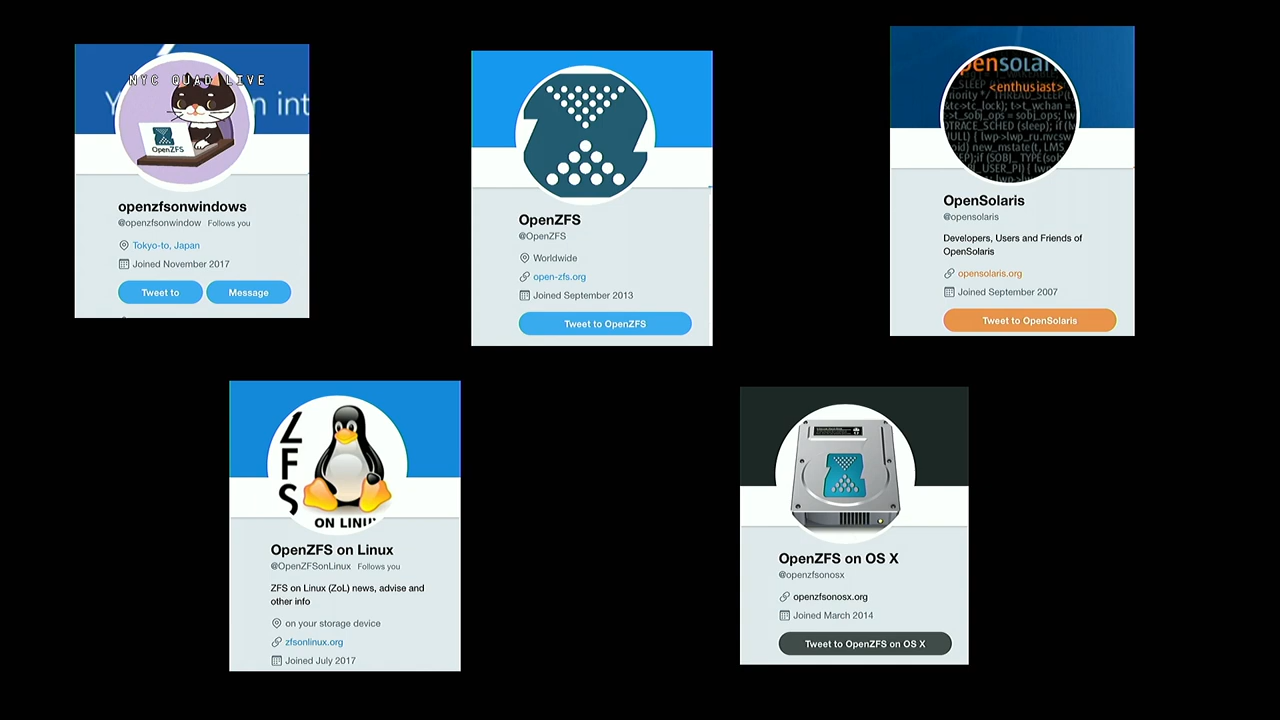 NYC QUAD LIVE
Y
n int
OpenZFS
openzfsonwindows
@openzfsonwindow Follows you
Tokyo-to, Japan
Joined November 2017
Tweet to
Message
OpenZFS
@OpenZFS
Worldwide
open-zfs.org
Joined September 2013
Tweet to OpenZFS
pensolari
<enthusiast>
OpenSolaris
@opensolaris
Developers, Users and Friends of
OpenSolaris
opensolaris.org
Joined September 2007
Tweet to OpenSolaris
ZFS
ON LINUX
OpenZFS on Linux
@OpenZFSonLinux Follows you
ZFS on Linux (ZoL) news, advise and
other info
on your storage device
zfsonlinux.org
Joined July 2017
OpenZFS on OS X
@openzfsonosx
openzfsonosx.org
Joined March 2014
Tweet to OpenZFS on OS X